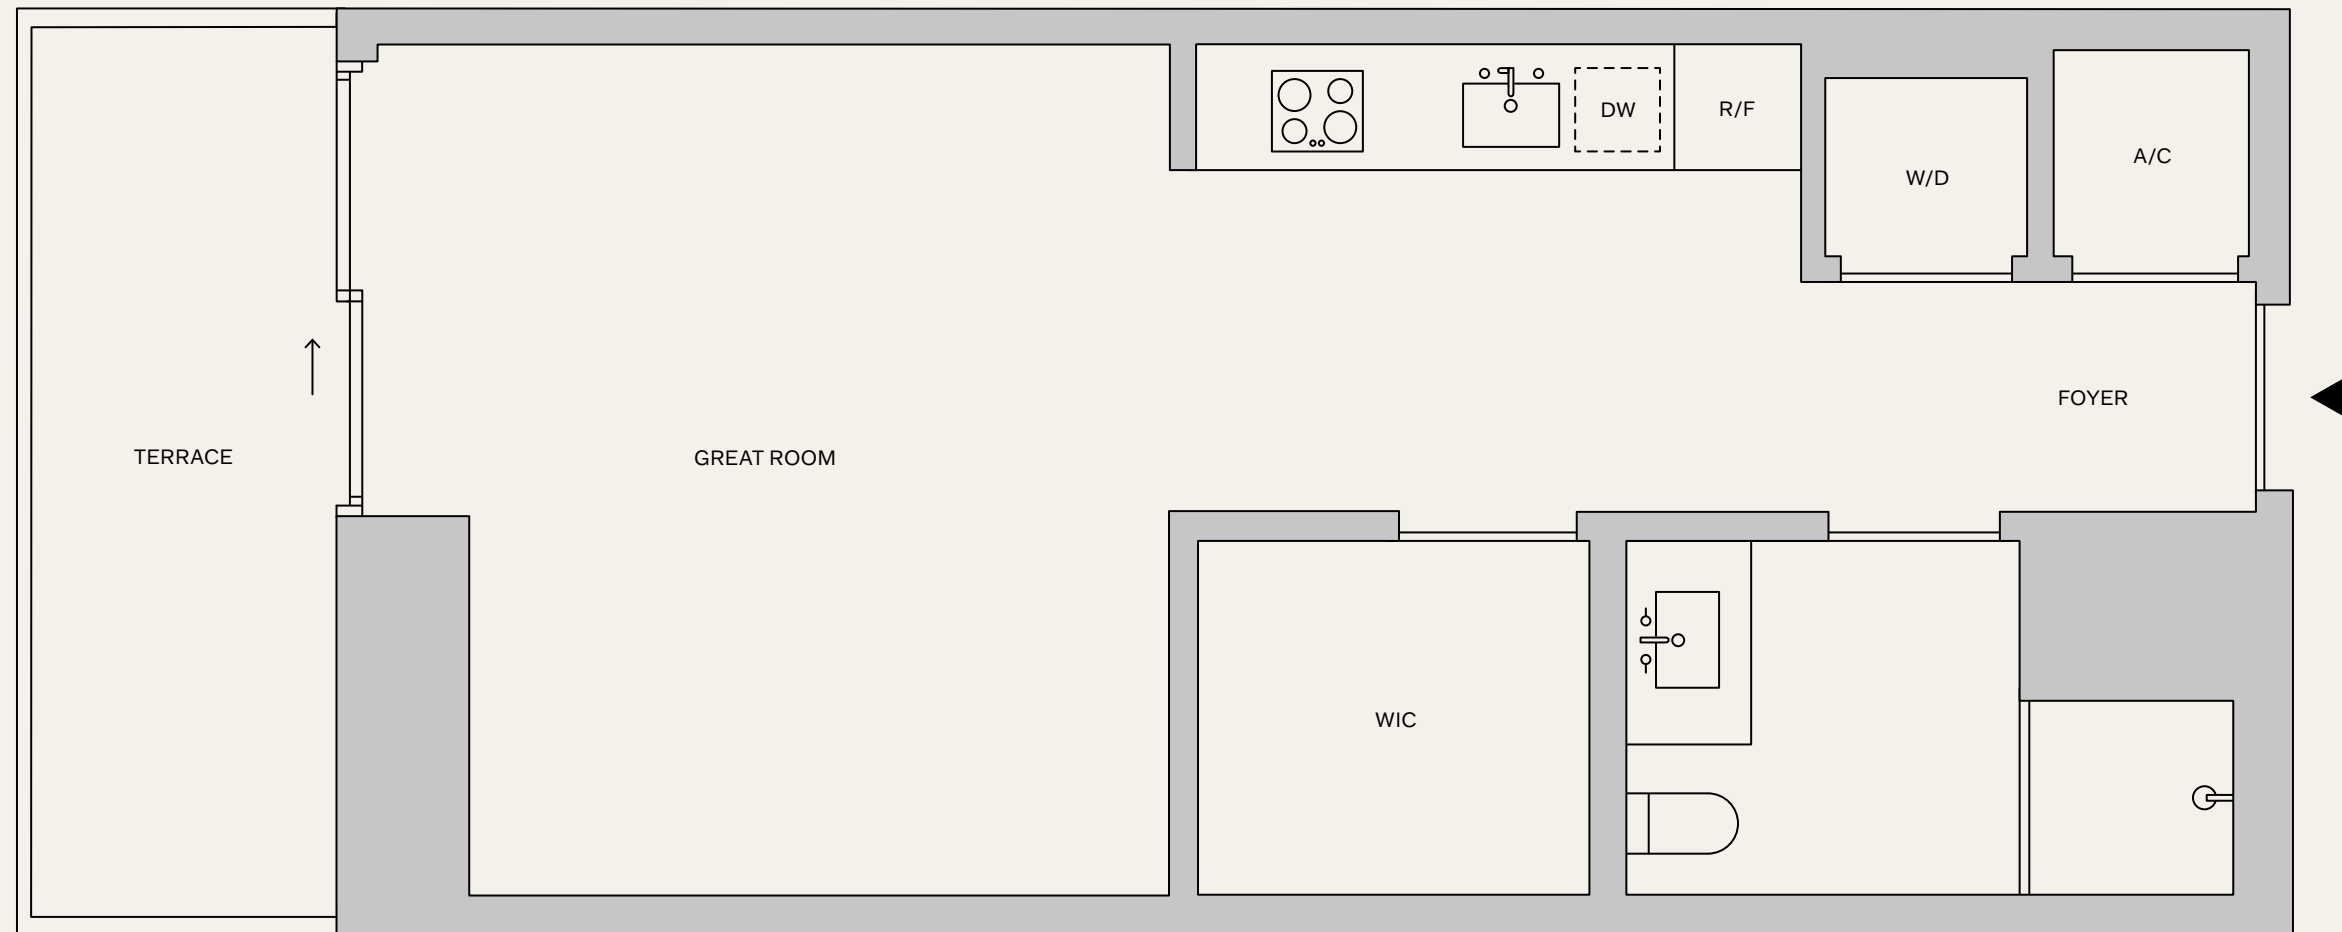 DW
R/F
A/C
W/D
FOYER
TERRACE
GREAT ROOM
WIC